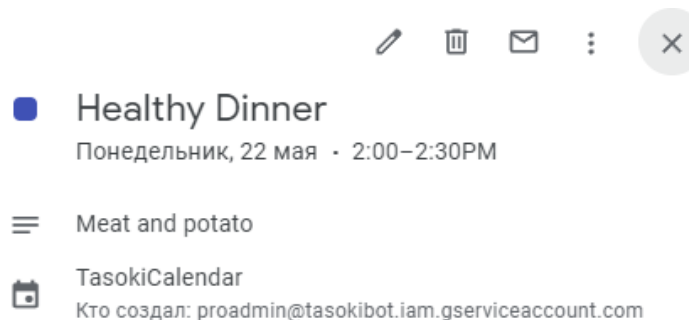 Healthy Dinner
Понедельник, 22 мая · 2:00–2:30PM
Meat and potato
TasokiCalendar
Кто создал: proadmin@tasokibot.iam.gserviceaccount.com